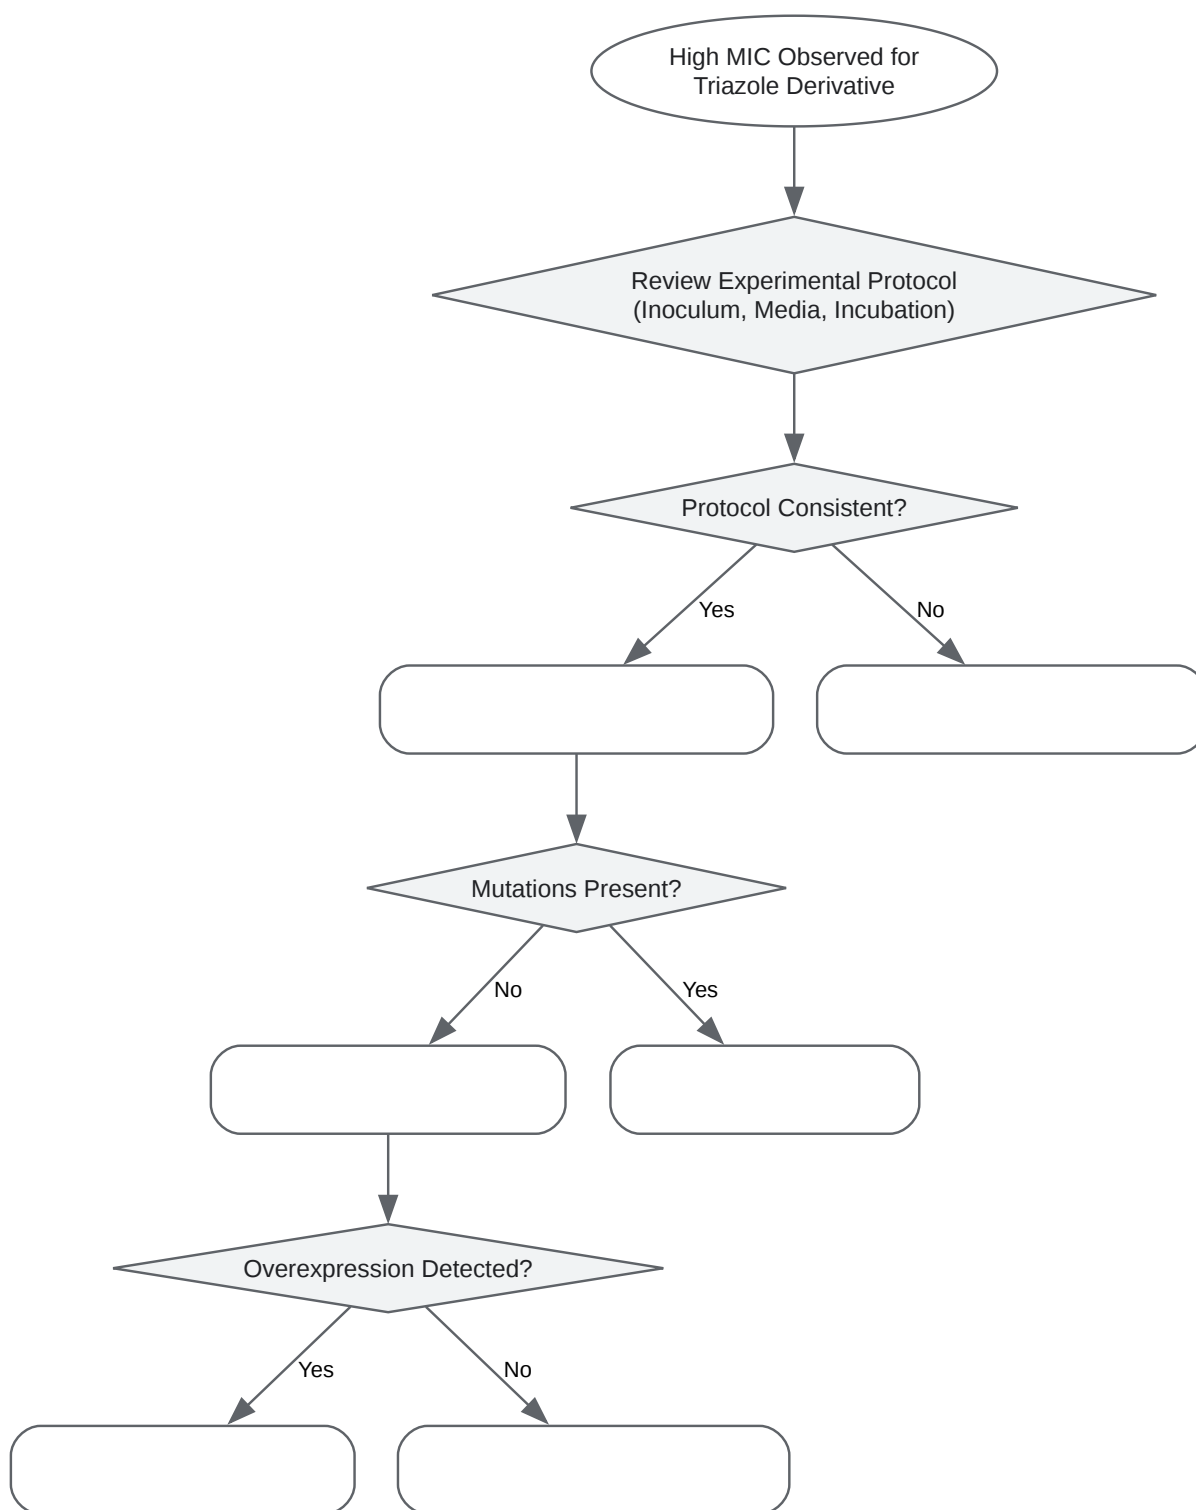 High MIC Observed for
Triazole Derivative
Review Experimental Protocol
(Inoculum, Media, Incubation)
Protocol Consistent?
Yes
No
Mutations Present?
No
Yes
Overexpression Detected?
Yes
No